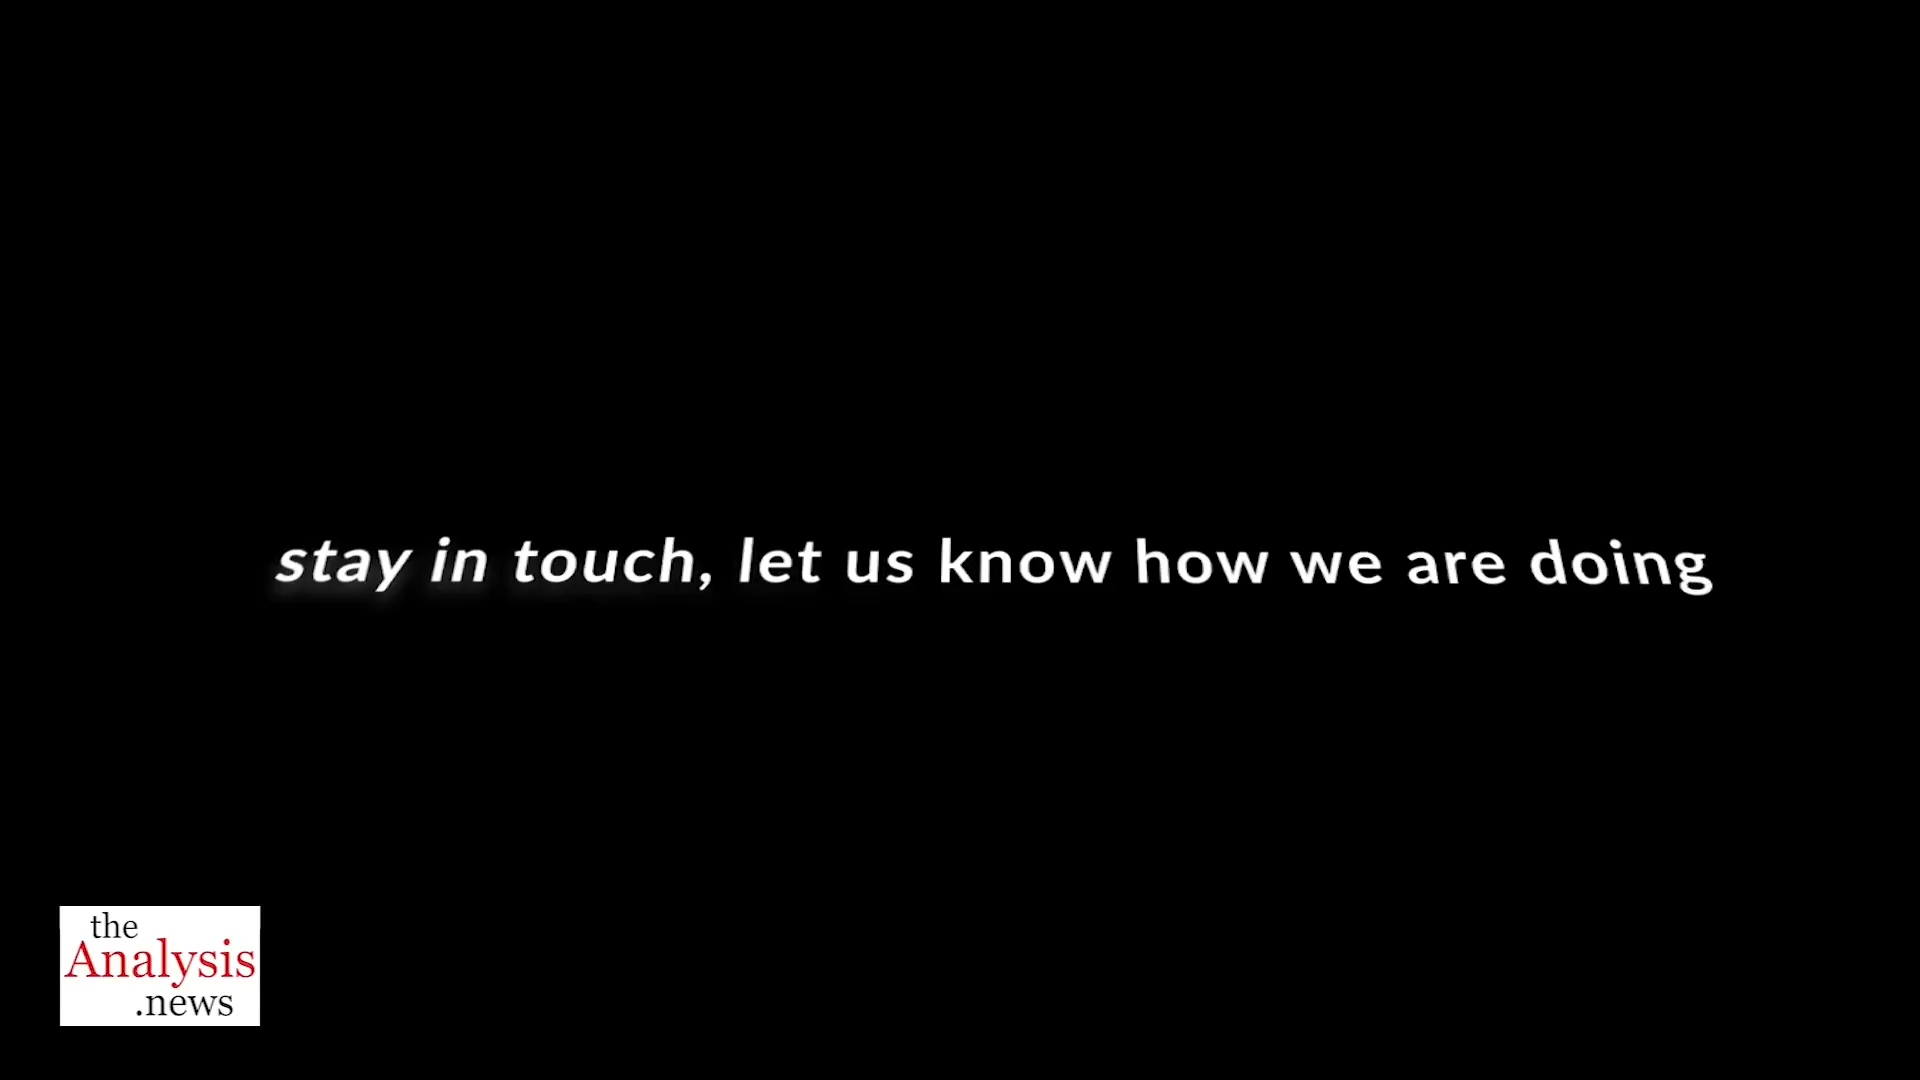 stay in touch, let us know how we are doing
the
Analysis
.news